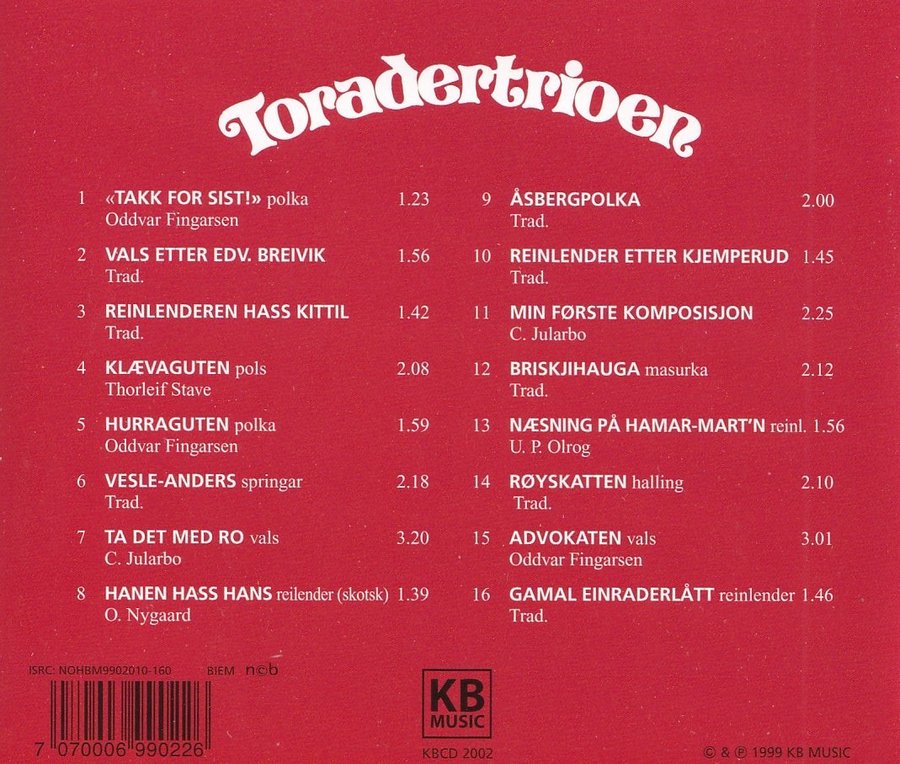 Toradertrioen
1 «TAKK FOR SIST!» polka 1.23
Oddvar Fingarsen
2 VALS ETTER EDV. BREIVIK 1.56
Trad.
3 REINLENDEREN HASS KITTIL 1.42
Trad.
4 KLÆVAGUTEN pols 2.08
Thorleif Stave
5 HURRAGUTEN polka 1.59
Oddvar Fingarsen
6 VESLE-ANDERS springar 2.18
Trad.
7 TA DET MED RO vals 3.20
C. Jularbo
8 HANEN HASS HANS reilender (skotsk) 1.39
O. Nygaard
9 ÅSBERGPOLKA 2.00
Trad.
10 REINLENDER ETTER KJEMPERUD 1.45
Trad.
11 MIN FØRSTE KOMPOSISJON 2.25
C. Jularbo
12 BRISKJIHAUGA masurka 2.12
Trad.
13 NÆSNING PÅ HAMAR-MART'N reinl. 1.56
U. P. Olrog
14 RØYSKATTEN halling 2.10
Trad.
15 ADVOKATEN vals 3.01
Oddvar Fingarsen
16 GAMAL EINRADERLÅTT reinlender 1.46
Trad.
ISRC: NOHBM9902010-160 BIEM n©b
7 070006 990226
KB
MUSIC
KBCD 2002
© & ℗ 1999 KB MUSIC